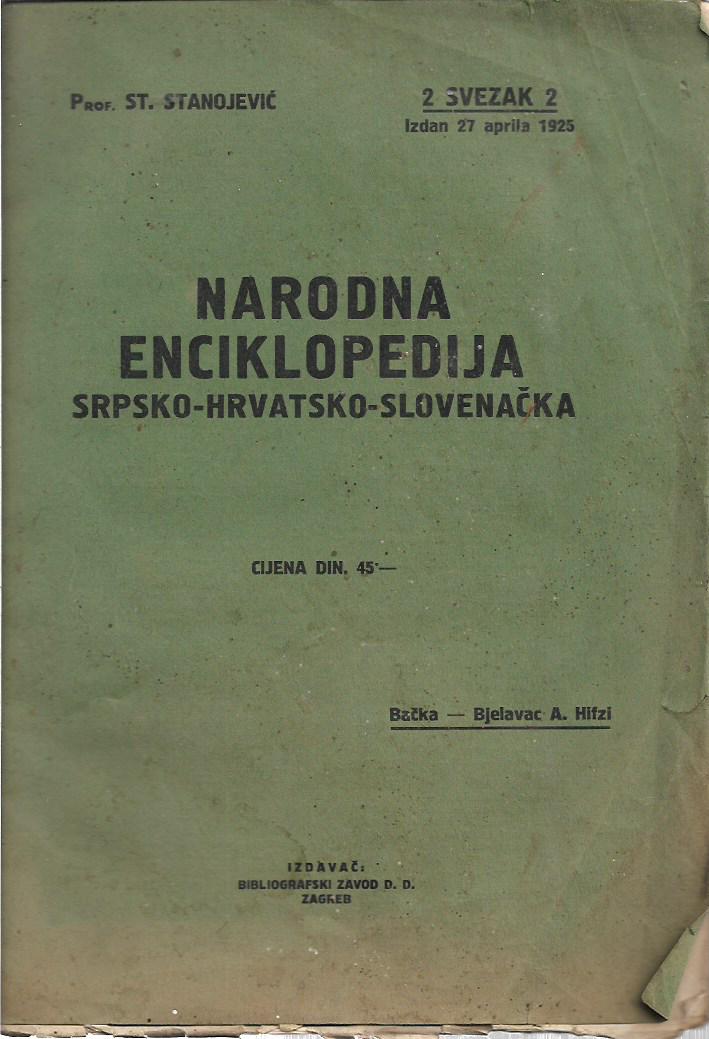 PROF. ST. STANOJEVIĆ
2 SVEZAK 2
Izdan 27 aprila 1925
NARODNA
ENCIKLOPEDIJA
SRPSKO-HRVATSKO-SLOVENAČKA
CIJENA DIN. 45·—
Bačka — Bjelavac A. Hifzi
IZDAVAČ:
BIBLIOGRAFSKI ZAVOD D. D.
ZAGREB